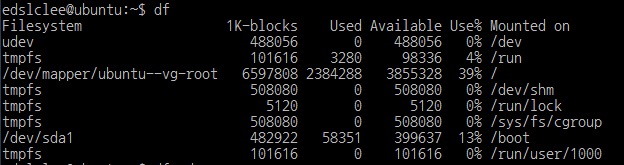 edslclee@ubuntu:~$ df
Filesystem 1K-blocks Used Available Use% Mounted on
udev 488056 0 488056 0% /dev
tmpfs 101616 3280 98336 4% /run
/dev/mapper/ubuntu--vg-root 6597808 2384288 3855328 39% /
tmpfs 508080 0 508080 0% /dev/shm
tmpfs 5120 0 5120 0% /run/lock
tmpfs 508080 0 508080 0% /sys/fs/cgroup
/dev/sda1 482922 58351 399637 13% /boot
tmpfs 101616 0 101616 0% /run/user/1000